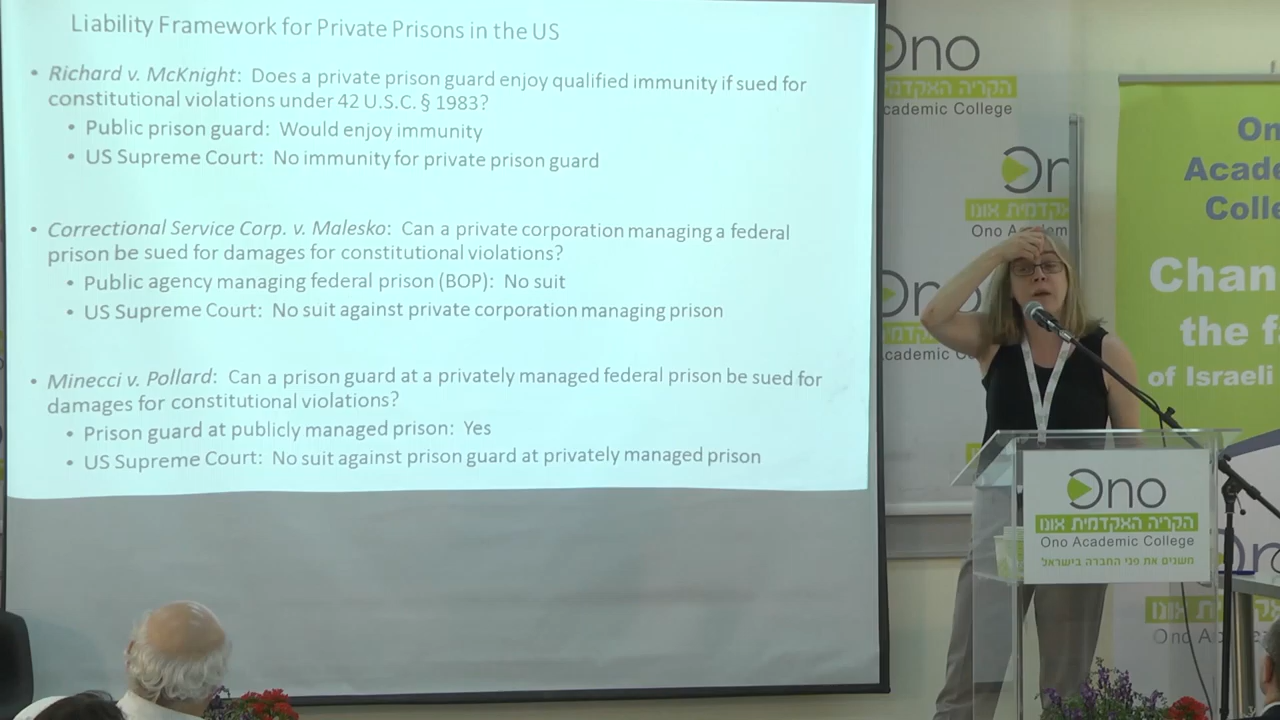 Liability Framework for Private Prisons in the US
• Richard v. McKnight: Does a private prison guard enjoy qualified immunity if sued for
constitutional violations under 42 U.S.C. § 1983?
• Public prison guard: Would enjoy immunity
• US Supreme Court: No immunity for private prison guard
• Correctional Service Corp. v. Malesko: Can a private corporation managing a federal
prison be sued for damages for constitutional violations?
• Public agency managing federal prison (BOP): No suit
• US Supreme Court: No suit against private corporation managing prison
• Minecci v. Pollard: Can a prison guard at a privately managed federal prison be sued for
damages for constitutional violations?
• Prison guard at publicly managed prison: Yes
• US Supreme Court: No suit against prison guard at privately managed prison
Ono
College
of Israeli
the
Ono
הקריה האקדמית אונו
Ono Academic College
משנים את פני החברה בישראל